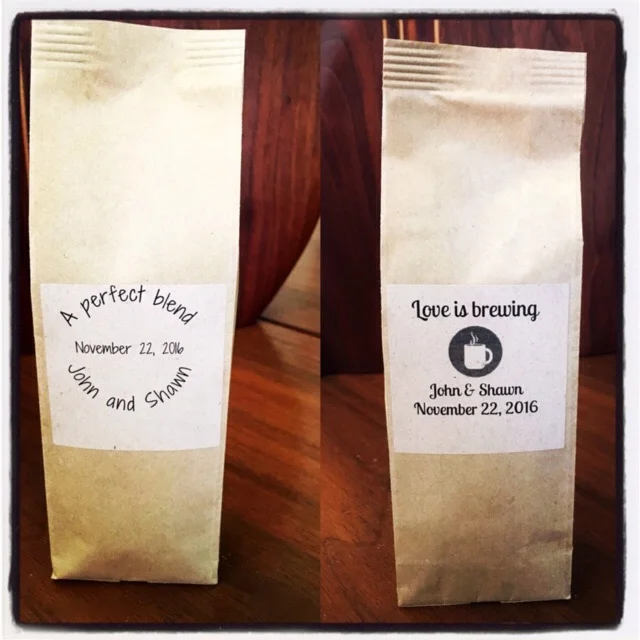 A perfect blend
November 22, 2016
John and Shawn
Love is brewing
John & Shawn
November 22, 2016